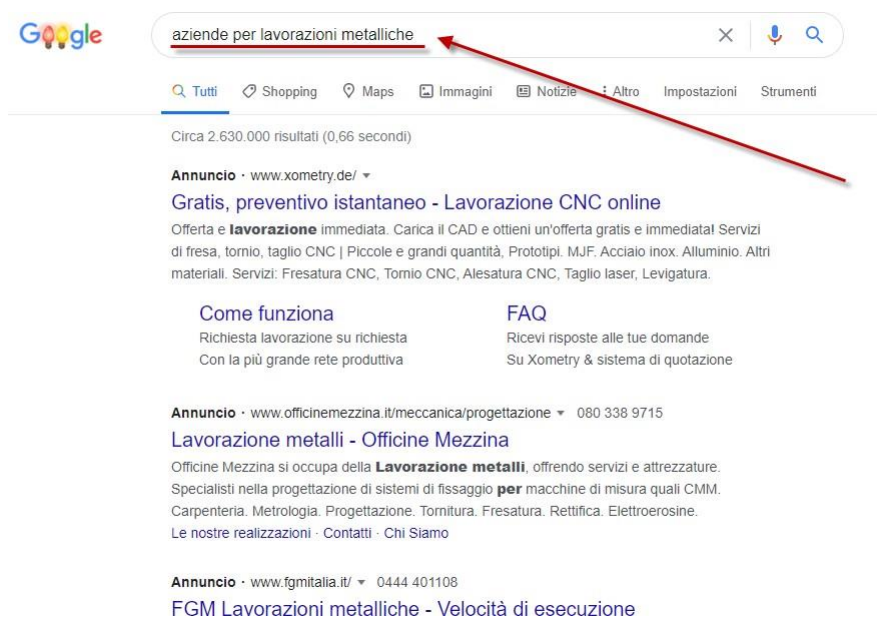 Google
aziende per lavorazioni metalliche
Tutti Shopping Maps Immagini Notizie Altro Impostazioni Strumenti
Circa 2.630.000 risultati (0,66 secondi)
Annuncio · www.xometry.de/
Gratis, preventivo istantaneo - Lavorazione CNC online
Offerta e lavorazione immediata. Carica il CAD e ottieni un'offerta gratis e immediata! Servizi
di fresa, tornio, taglio CNC | Piccole e grandi quantità, Prototipi. MJF. Acciaio inox. Alluminio. Altri
materiali. Servizi: Fresatura CNC, Tornio CNC, Alesatura CNC, Taglio laser, Levigatura.
Come funziona
Richiesta lavorazione su richiesta
Con la più grande rete produttiva
FAQ
Ricevi risposte alle tue domande
Su Xometry & sistema di quotazione
Annuncio · www.officinemezzina.it/meccanica/progettazione 080 338 9715
Lavorazione metalli - Officine Mezzina
Officine Mezzina si occupa della Lavorazione metalli, offrendo servizi e attrezzature.
Specialisti nella progettazione di sistemi di fissaggio per macchine di misura quali CMM.
Carpenteria. Metrologia. Progettazione. Tornitura. Fresatura. Rettifica. Elettroerosine.
Le nostre realizzazioni · Contatti · Chi Siamo
Annuncio · www.fgmitalia.it/ 0444 401108
FGM Lavorazioni metalliche - Velocità di esecuzione